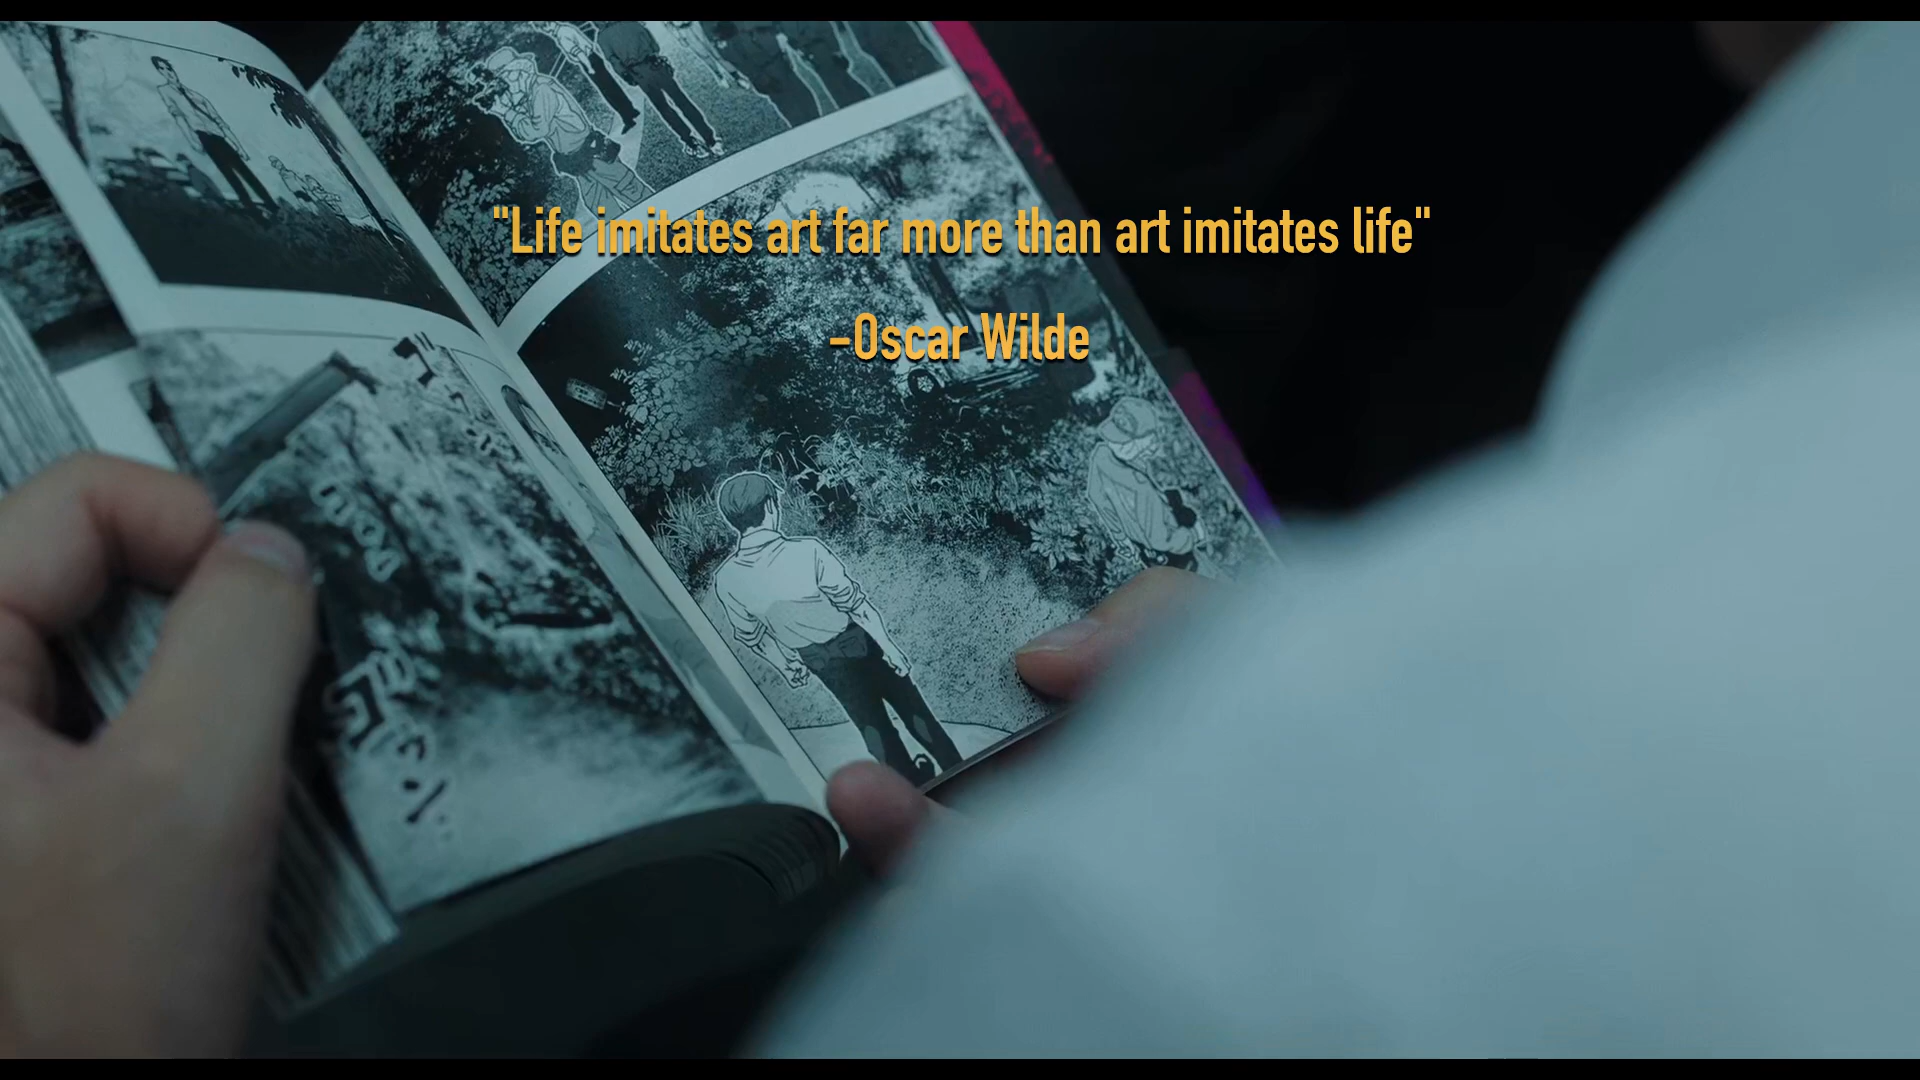 "Life imitates art far more than art imitates life"
-Oscar Wilde